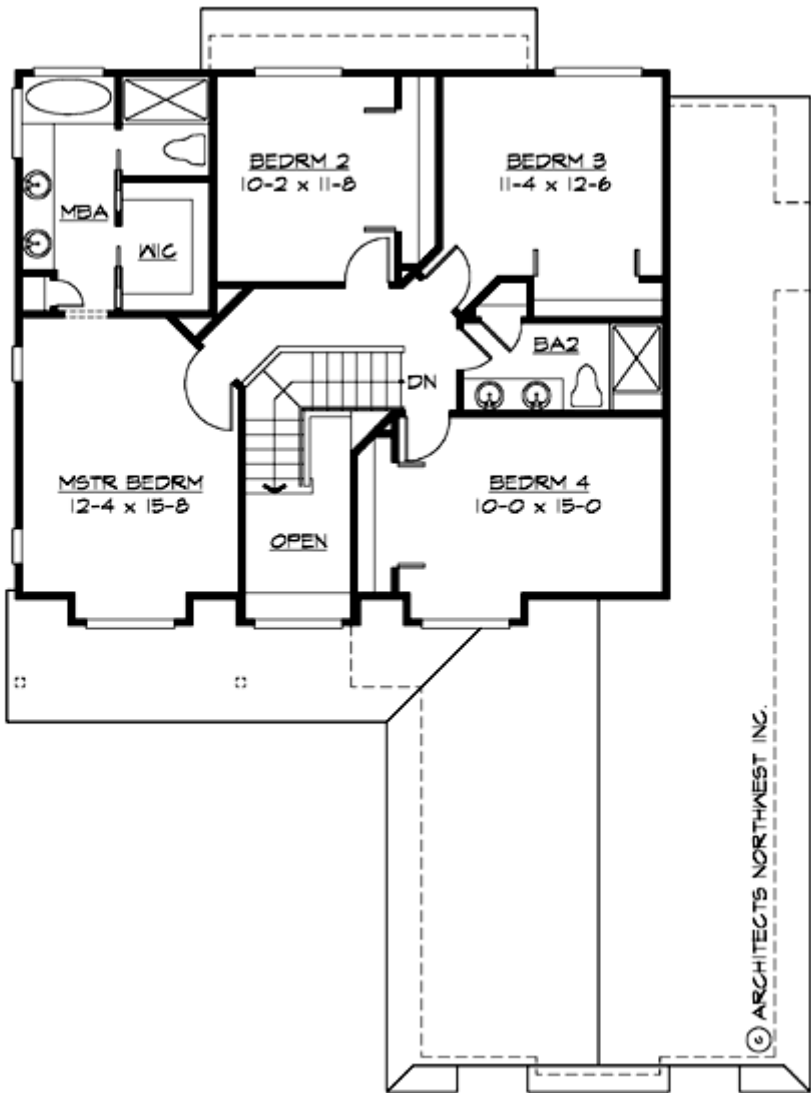 BEDRM 2
10-2 x 11-8
BEDRM 3
11-4 x 12-6
MBA
WIC
BA2
DN
MSTR BEDRM
12-4 x 15-8
BEDRM 4
10-0 x 15-0
OPEN
© ARCHITECTS NORTHWEST INC.